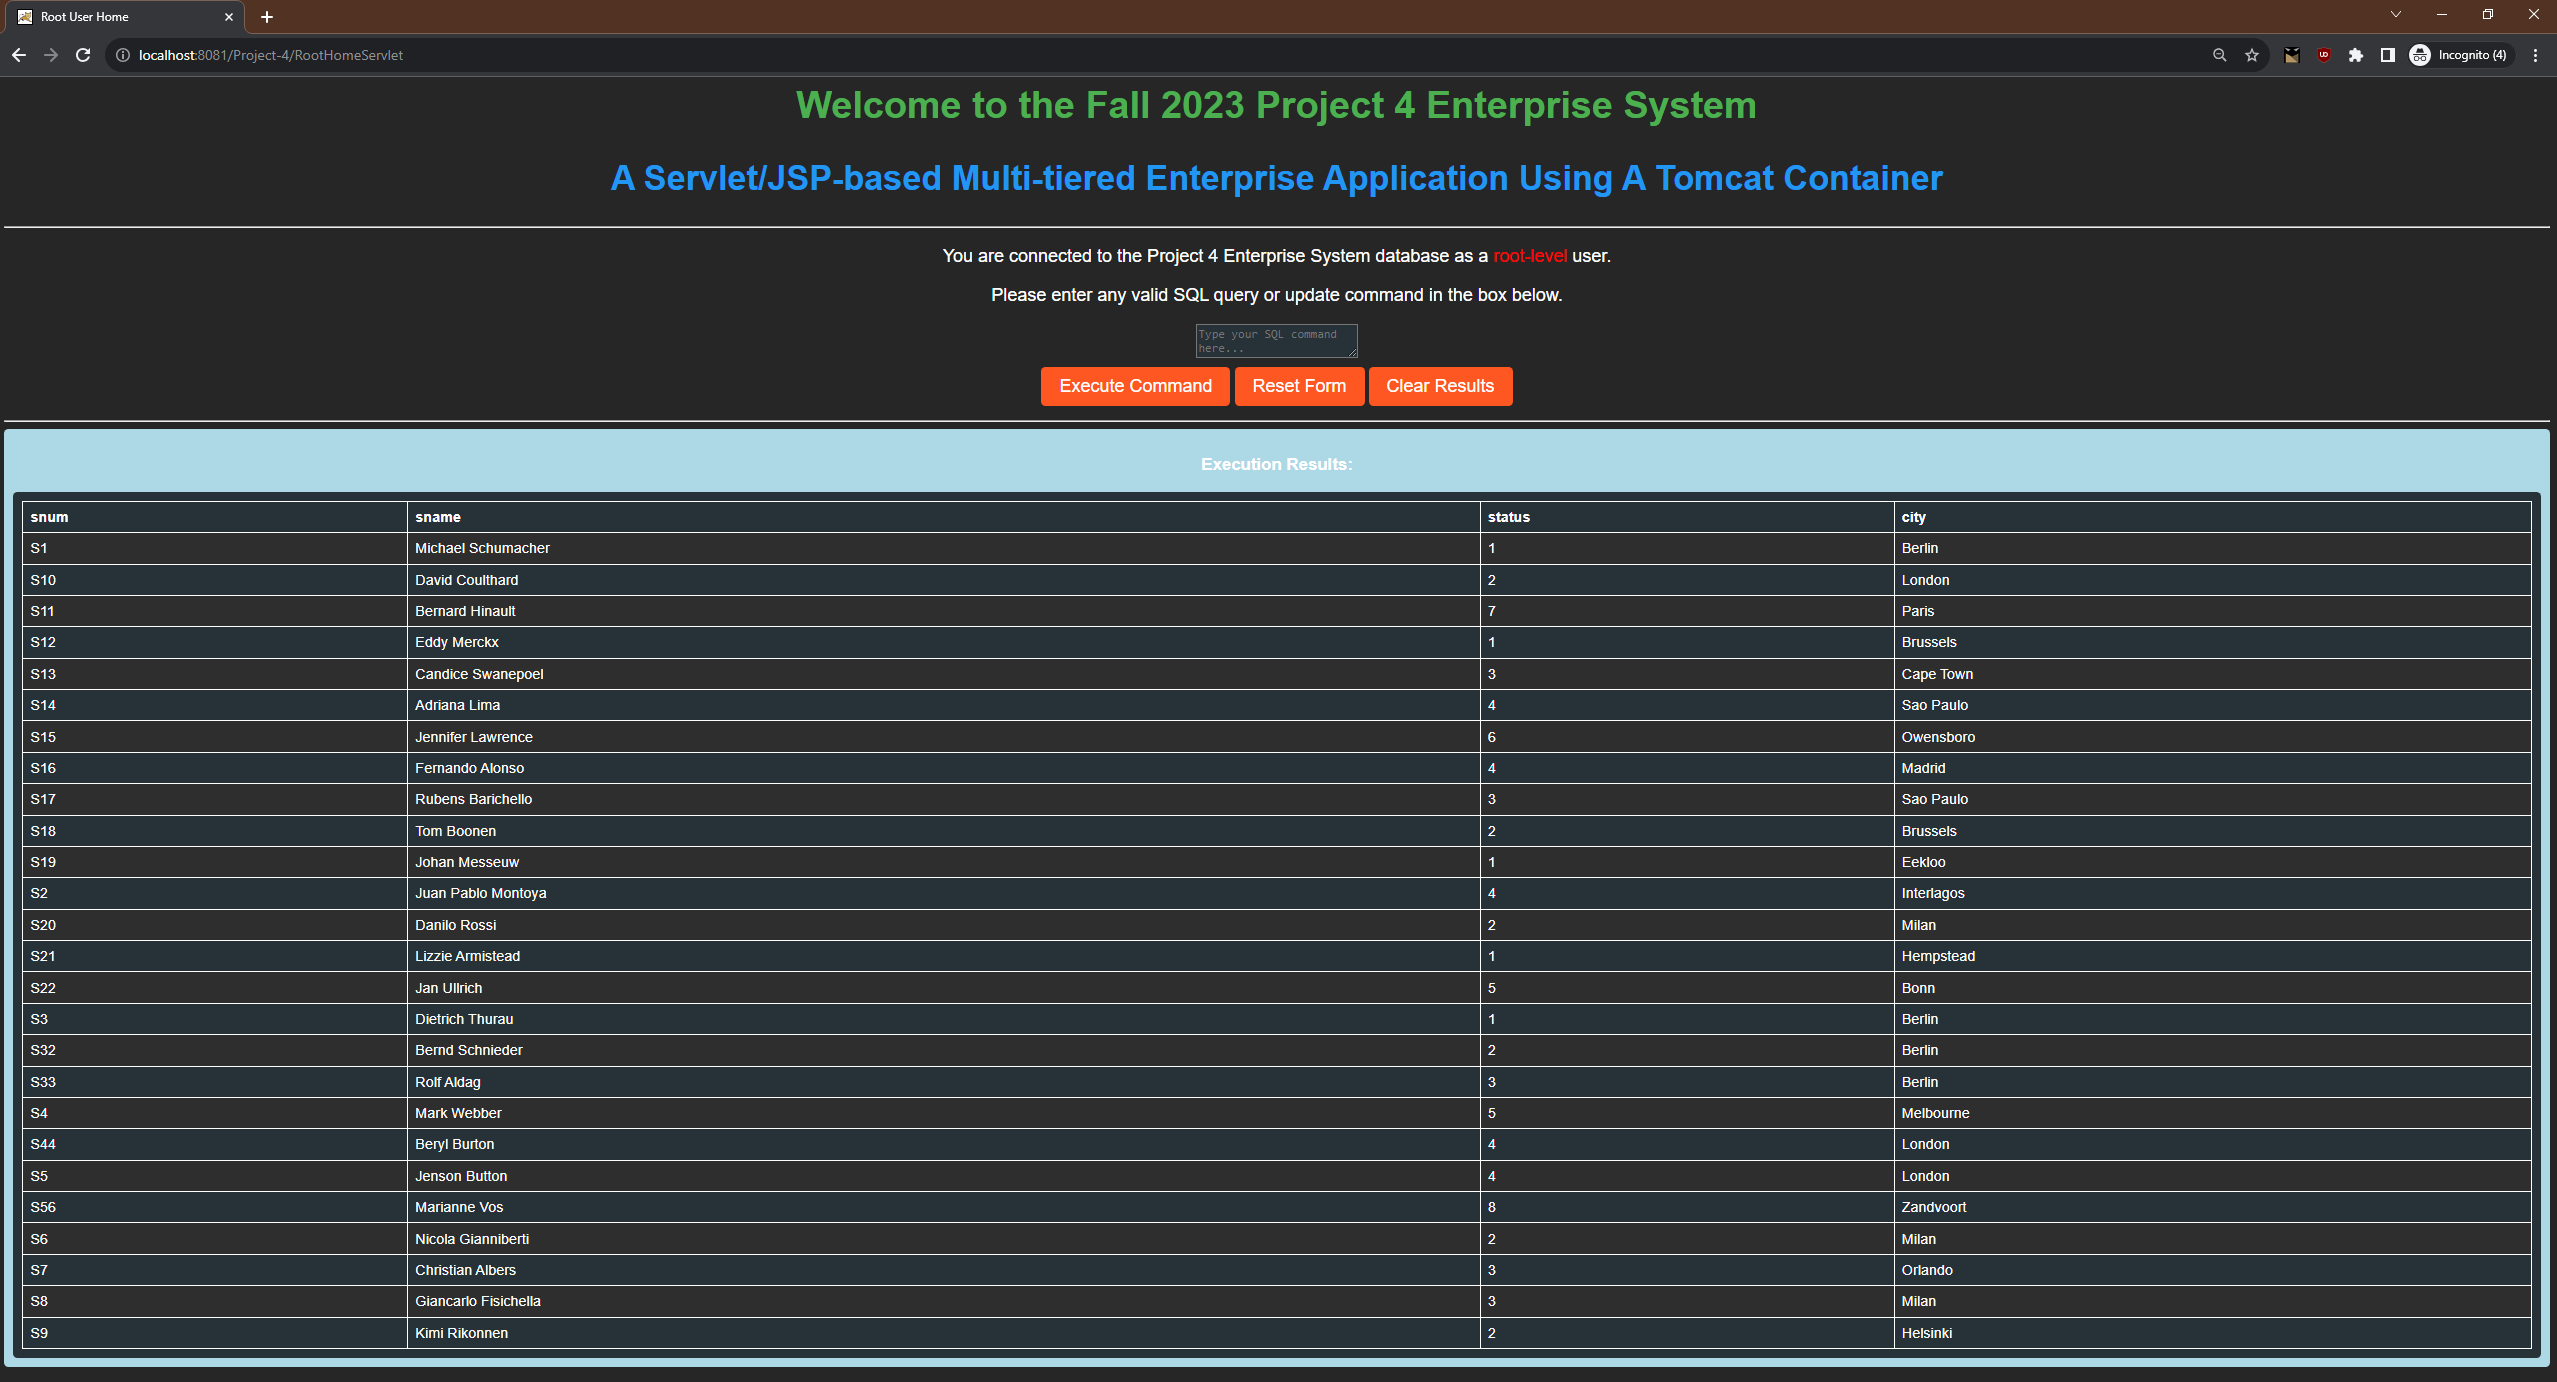 Root User Home
localhost:8081/Project-4/RootHomeServlet
Incognito (4)
Welcome to the Fall 2023 Project 4 Enterprise System
A Servlet/JSP-based Multi-tiered Enterprise Application Using A Tomcat Container
You are connected to the Project 4 Enterprise System database as a root-level user.
Please enter any valid SQL query or update command in the box below.
Type your SQL command
here...
Execute Command Reset Form Clear Results
Execution Results:
snum sname status city
S1 Michael Schumacher 1 Berlin
S10 David Coulthard 2 London
S11 Bernard Hinault 7 Paris
S12 Eddy Merckx 1 Brussels
S13 Candice Swanepoel 3 Cape Town
S14 Adriana Lima 4 Sao Paulo
S15 Jennifer Lawrence 6 Owensboro
S16 Fernando Alonso 4 Madrid
S17 Rubens Barichello 3 Sao Paulo
S18 Tom Boonen 2 Brussels
S19 Johan Messeuw 1 Eekloo
S2 Juan Pablo Montoya 4 Interlagos
S20 Danilo Rossi 2 Milan
S21 Lizzie Armistead 1 Hempstead
S22 Jan Ullrich 5 Bonn
S3 Dietrich Thurau 1 Berlin
S32 Bernd Schnieder 2 Berlin
S33 Rolf Aldag 3 Berlin
S4 Mark Webber 5 Melbourne
S44 Beryl Burton 4 London
S5 Jenson Button 4 London
S56 Marianne Vos 8 Zandvoort
S6 Nicola Gianniberti 2 Milan
S7 Christian Albers 3 Orlando
S8 Giancarlo Fisichella 3 Milan
S9 Kimi Rikonnen 2 Helsinki